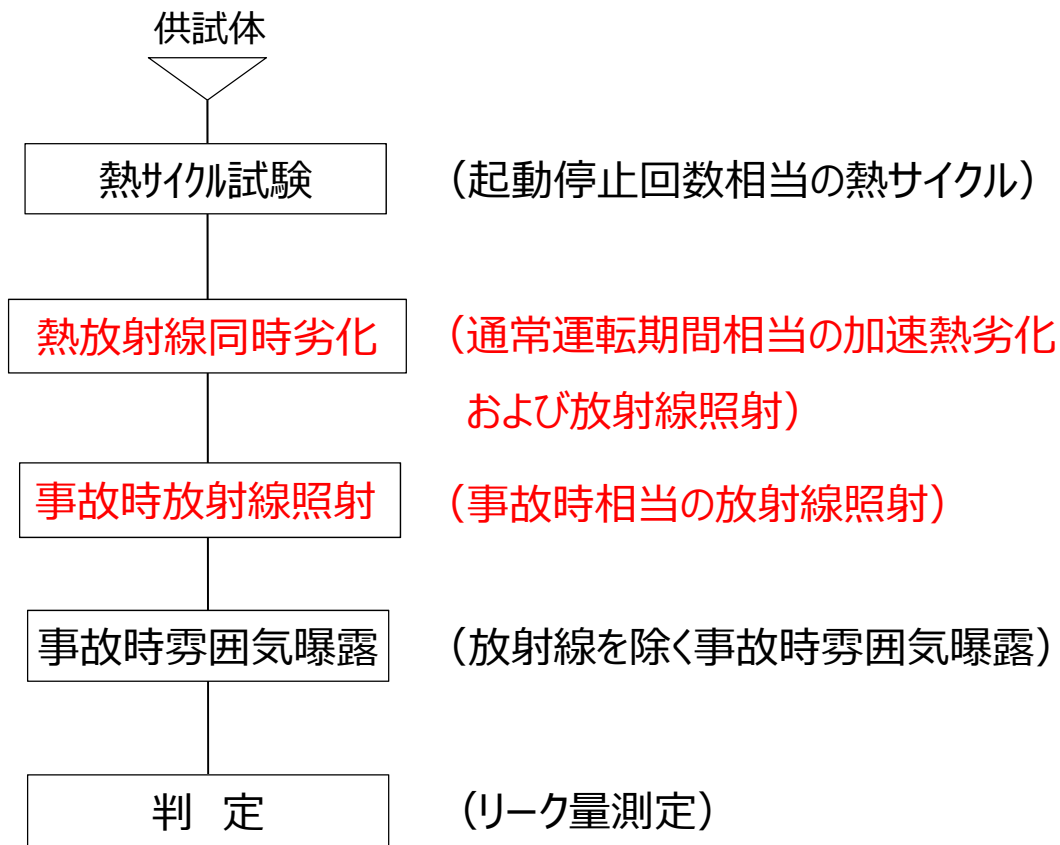 供試体
熱サイクル試験 （起動停止回数相当の熱サイクル）
熱放射線同時劣化 （通常運転期間相当の加速熱劣化
および放射線照射）
事故時放射線照射 （事故時相当の放射線照射）
事故時雰囲気曝露 （放射線を除く事故時雰囲気曝露）
判 定 （リーク量測定）